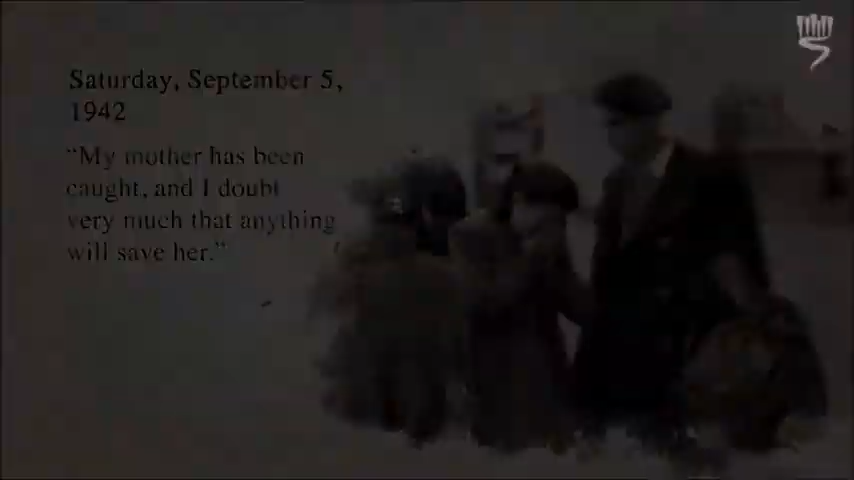 Saturday, September 5,
1942
“My mother has been
caught, and I doubt
very much that anything
will save her.”